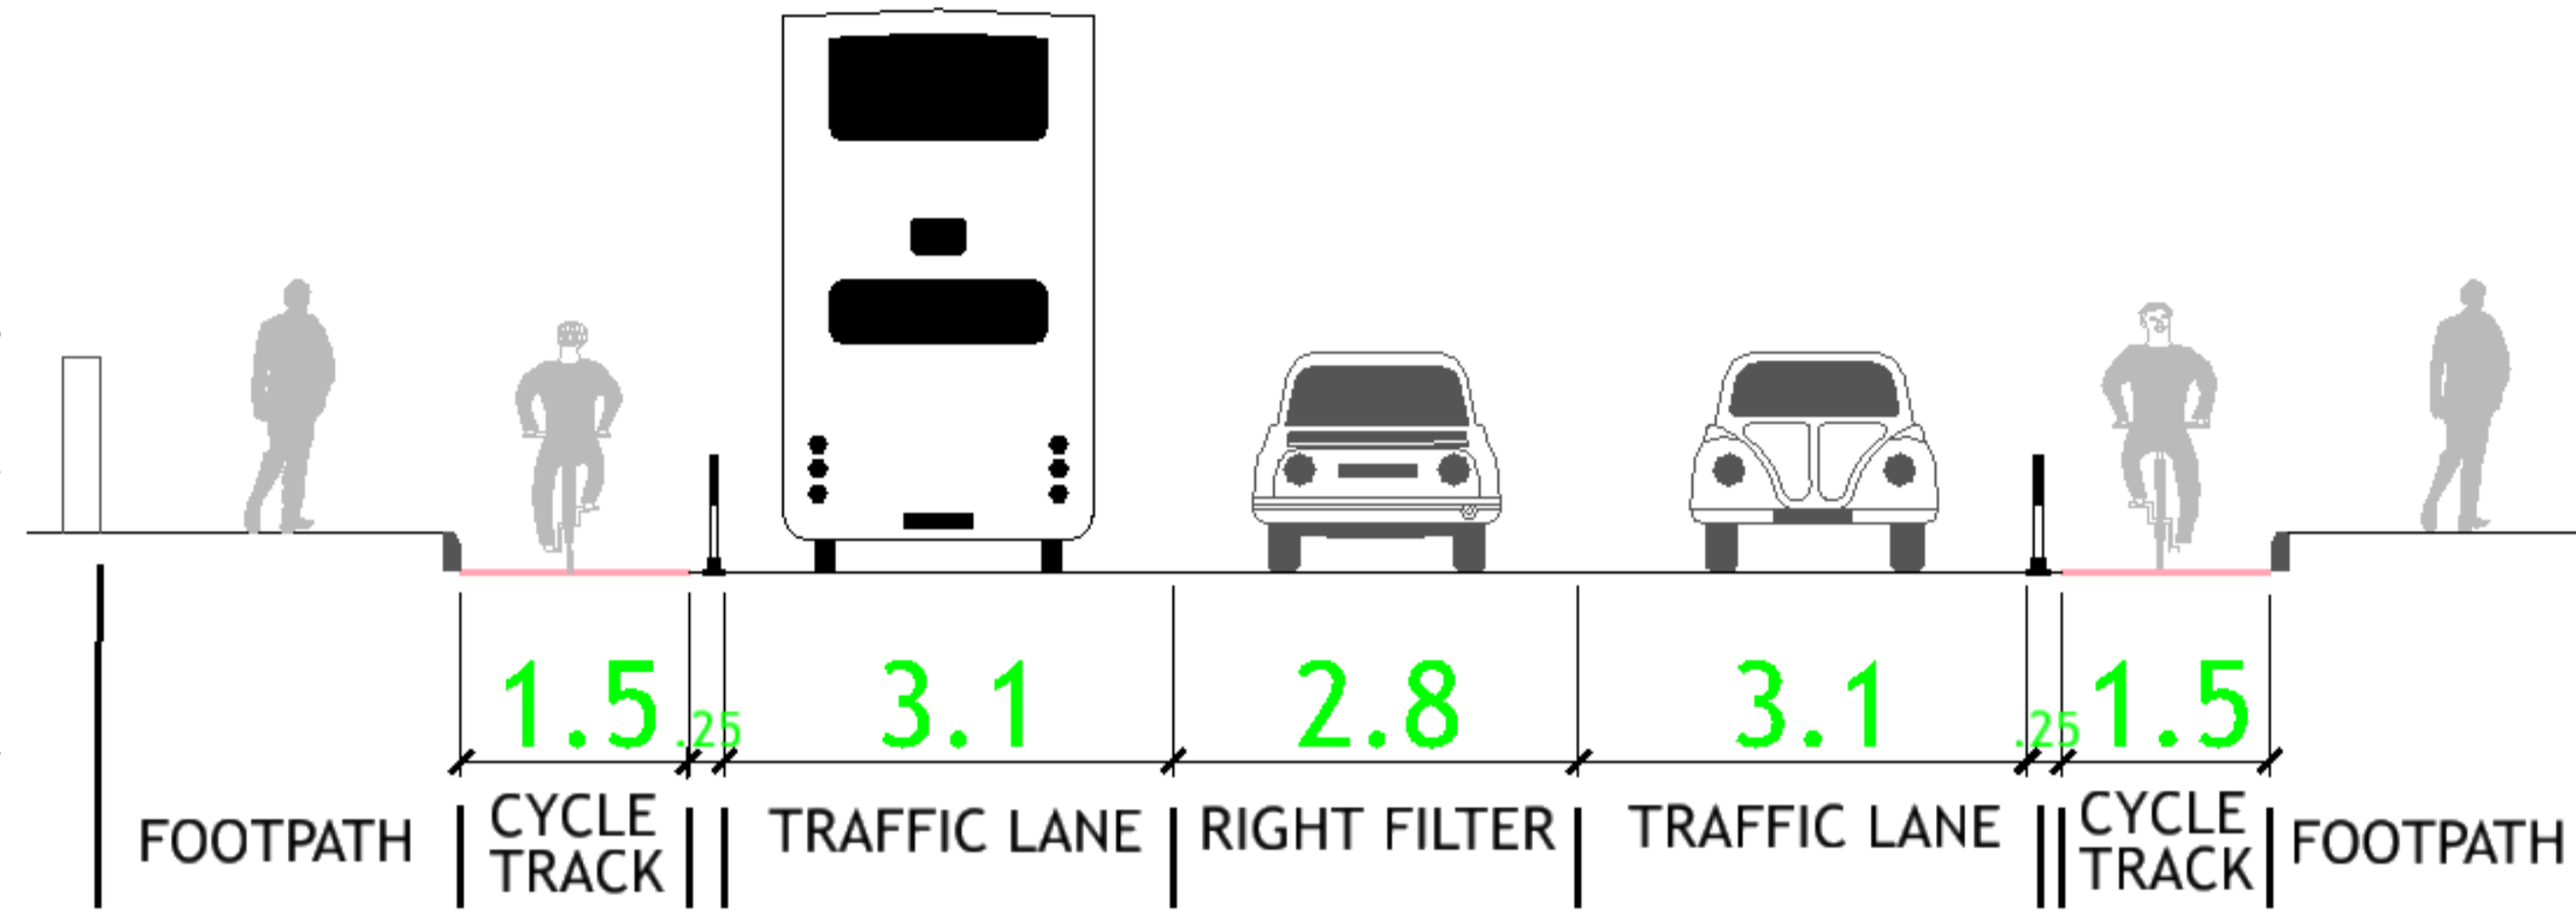 1.5 .25 3.1 2.8 3.1 .25 1.5
FOOTPATH
CYCLE
TRACK
TRAFFIC LANE
RIGHT FILTER
TRAFFIC LANE
CYCLE
TRACK
FOOTPATH